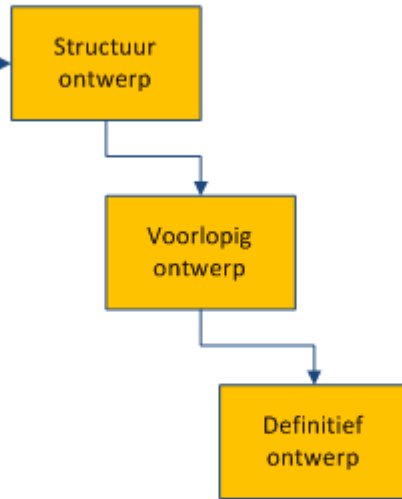 Structuur
ontwerp
Voorlopig
ontwerp
Definitief
ontwerp